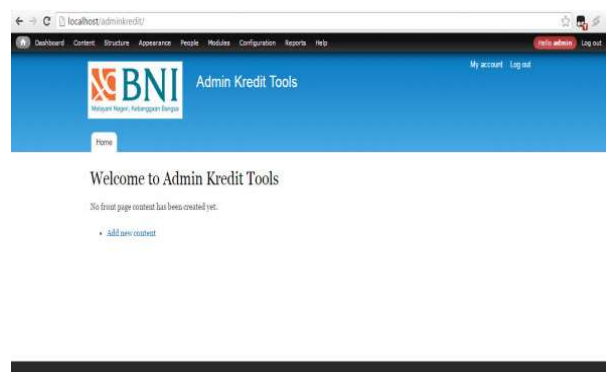 localhost/adminkredit/
Dashboard Content Structure Appearance People Modules Configuration Reports Help Hello admin Log out
My account Log out
BNI
Melayani Negeri, Kebanggaan Bangsa
Admin Kredit Tools
Home
Welcome to Admin Kredit Tools
No front page content has been created yet.
Add new content